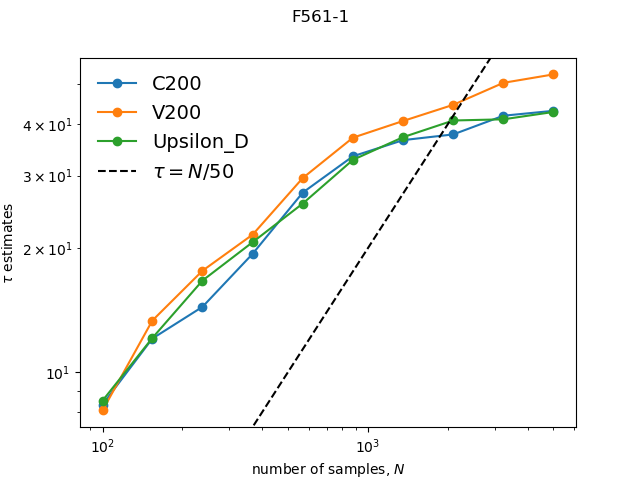 F561-1
C200
V200
Upsilon_D
τ = N/50
τ estimates
4 × 10¹
3 × 10¹
2 × 10¹
10¹
10²
10³
number of samples, N